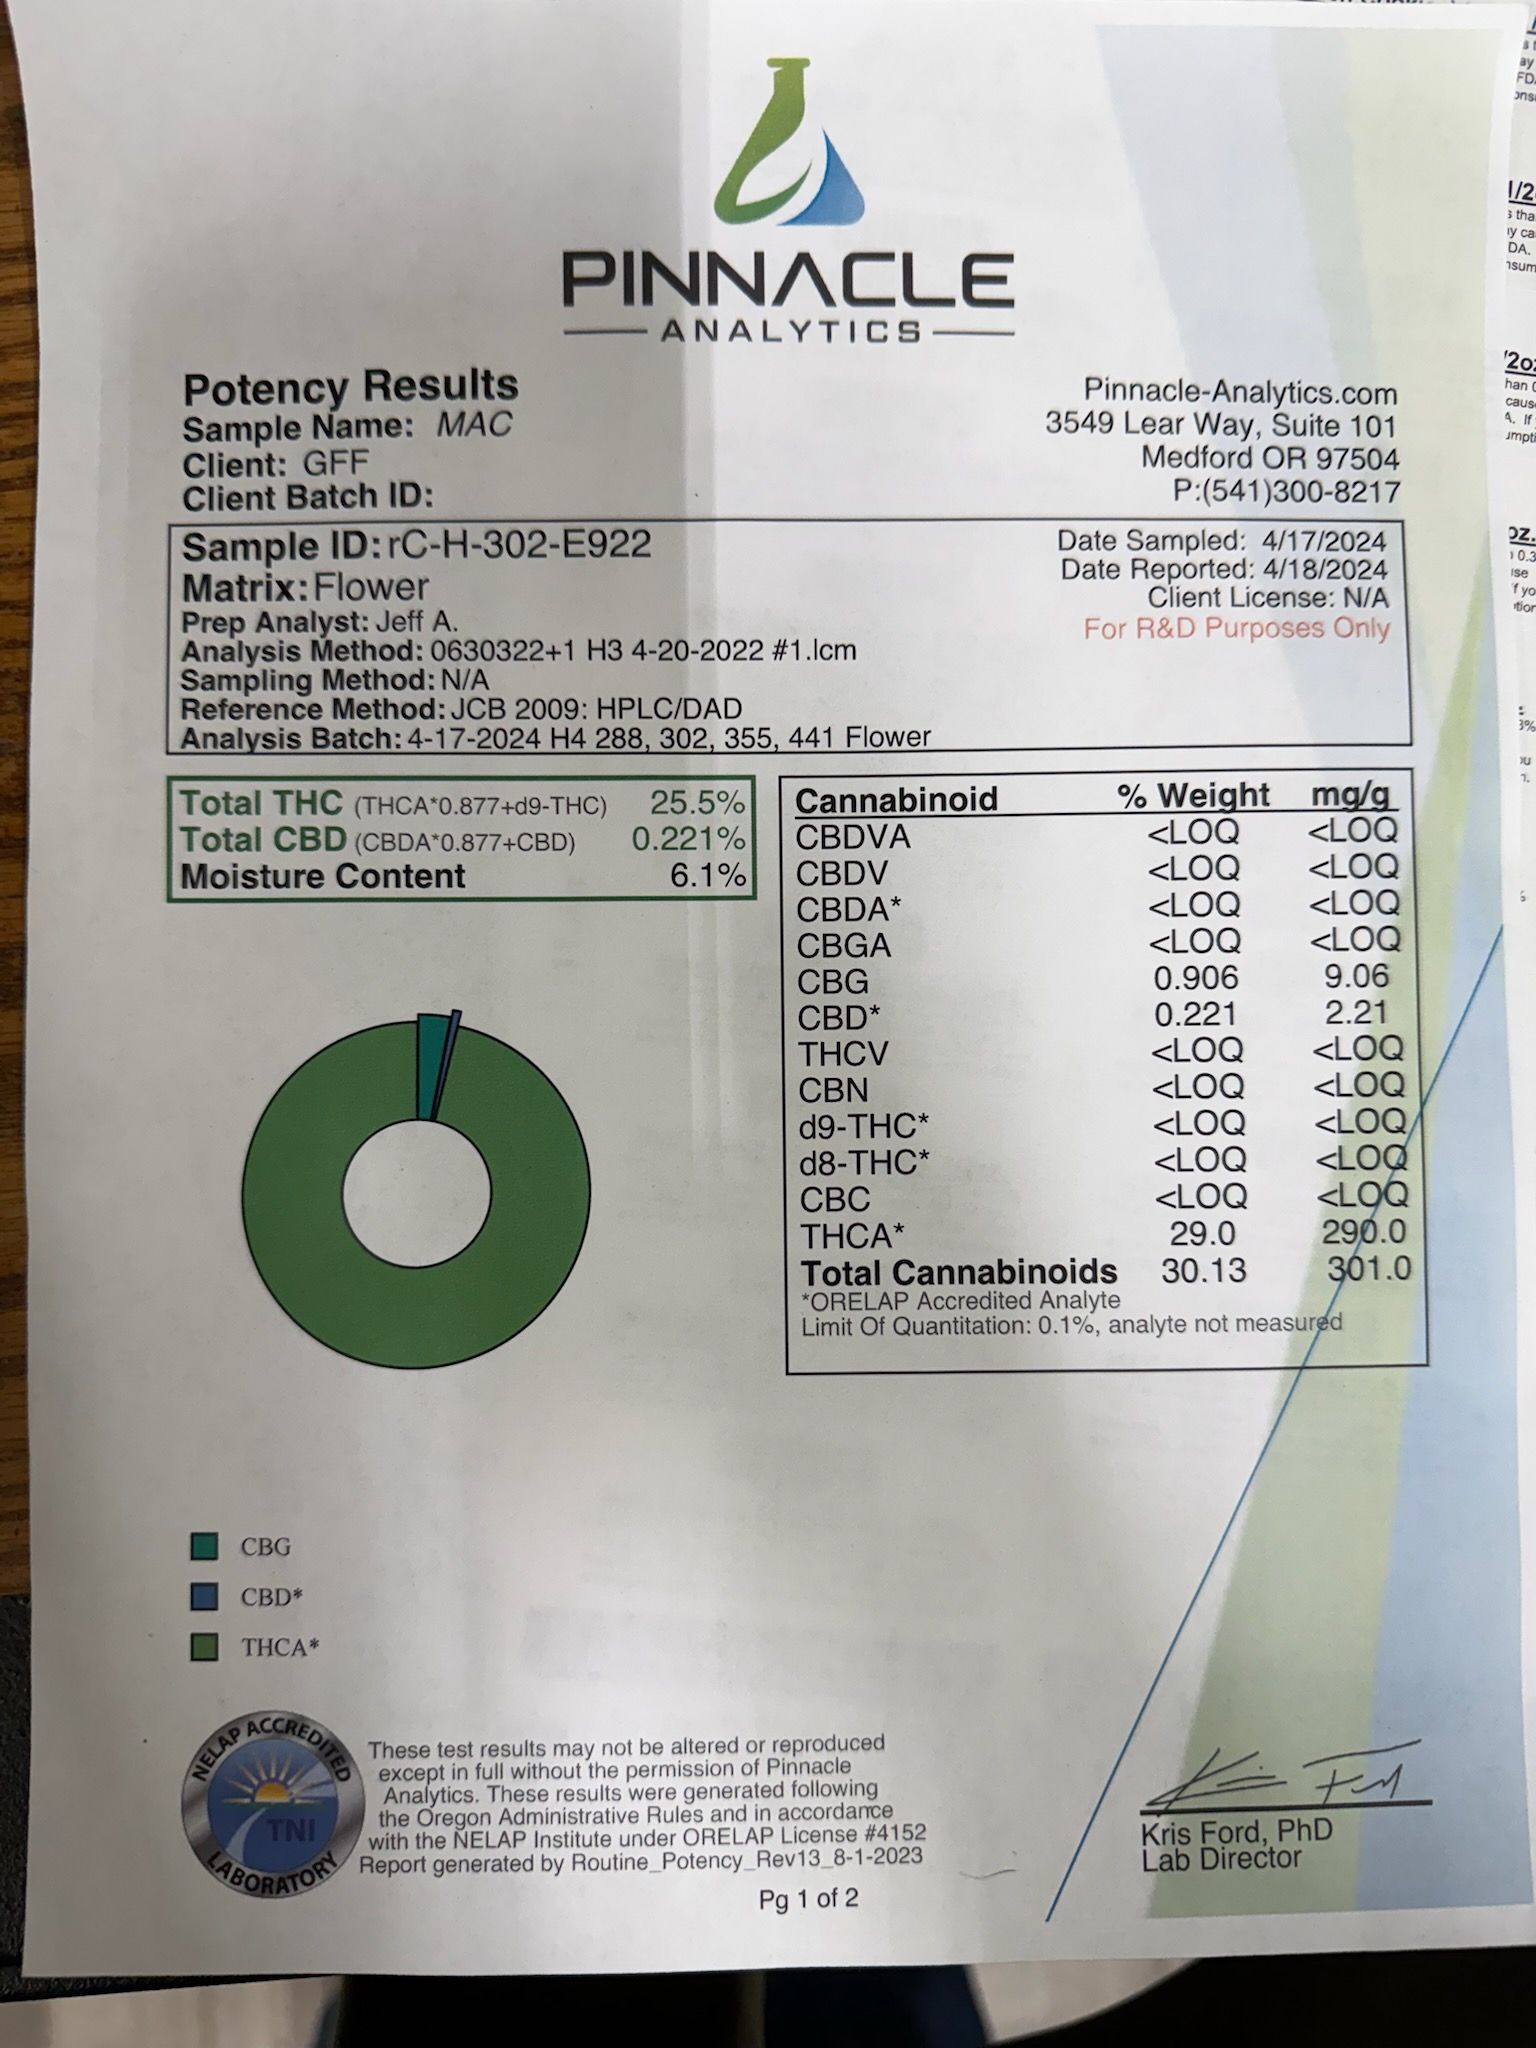 PINNACLE
ANALYTICS
Potency Results
Sample Name: MAC
Client: GFF
Client Batch ID:
Pinnacle-Analytics.com
3549 Lear Way, Suite 101
Medford OR 97504
P:(541)300-8217
Sample ID: rC-H-302-E922
Matrix: Flower
Prep Analyst: Jeff A.
Analysis Method: 0630322+1 H3 4-20-2022 #1.lcm
Sampling Method: N/A
Reference Method: JCB 2009: HPLC/DAD
Analysis Batch: 4-17-2024 H4 288, 302, 355, 441 Flower
Date Sampled: 4/17/2024
Date Reported: 4/18/2024
Client License: N/A
For R&D Purposes Only
Total THC (THCA*0.877+d9-THC) 25.5%
Total CBD (CBDA*0.877+CBD) 0.221%
Moisture Content 6.1%
Cannabinoid % Weight mg/g
CBDVA <LOQ <LOQ
CBDV <LOQ <LOQ
CBDA* <LOQ <LOQ
CBGA <LOQ <LOQ
CBG 0.906 9.06
CBD* 0.221 2.21
THCV <LOQ <LOQ
CBN <LOQ <LOQ
d9-THC* <LOQ <LOQ
d8-THC* <LOQ <LOQ
CBC <LOQ <LOQ
THCA* 29.0 290.0
Total Cannabinoids 30.13 301.0
*ORELAP Accredited Analyte
Limit Of Quantitation: 0.1%, analyte not measured
CBG
CBD*
THCA*
NELAP ACCREDITED
TNI
LABORATORY
These test results may not be altered or reproduced
except in full without the permission of Pinnacle
Analytics. These results were generated following
the Oregon Administrative Rules and in accordance
with the NELAP Institute under ORELAP License #4152
Report generated by Routine_Potency_Rev13_8-1-2023
Kris Ford, PhD
Lab Director
Pg 1 of 2